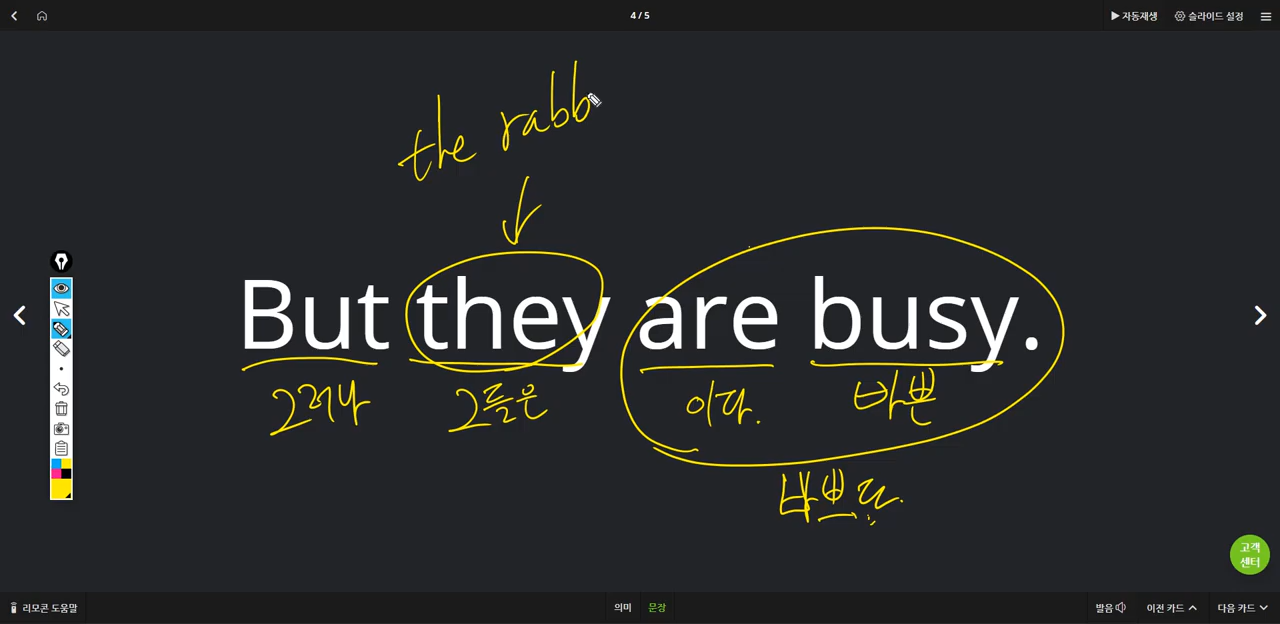 4 / 5
자동재생
슬라이드 설정
the rabb
But they are busy.
그러나 그들은 이다. 바쁜
바쁘다.
고객
센터
리모콘 도움말
의미
문장
발음
이전 카드
다음 카드